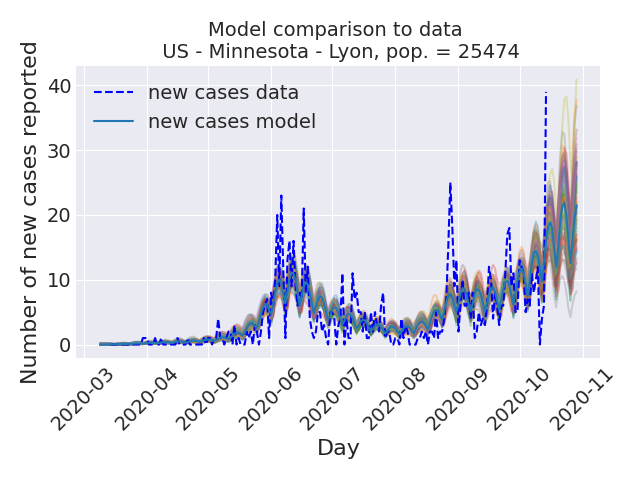 Model comparison to data
US - Minnesota - Lyon, pop. = 25474
Number of new cases reported
40
30
20
10
0
new cases data
new cases model
2020-03
2020-04
2020-05
2020-06
2020-07
2020-08
2020-09
2020-10
2020-11
Day